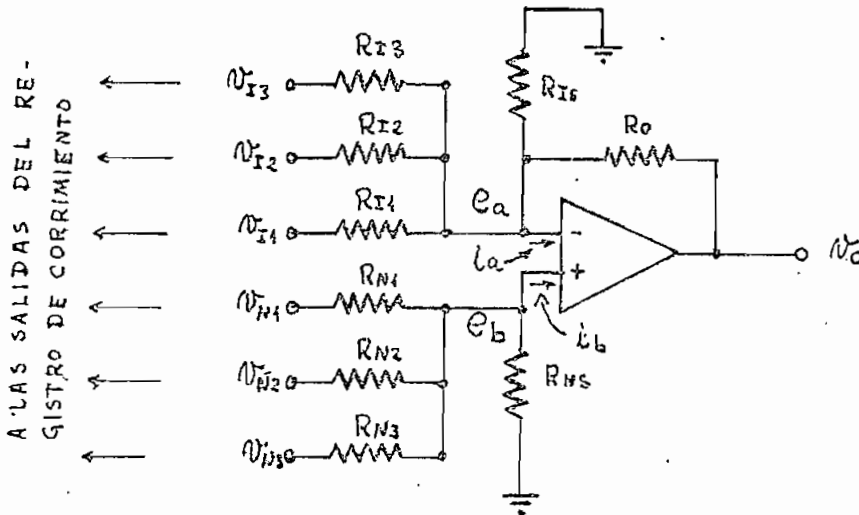 A LAS SALIDAS DEL RE-
GISTRO DE CORRIMIENTO
RI3
VI3
RI2
VI2
RI1
VI1
RN1
VN1
RN2
VN2
RN3
VN3
RIS
RO
ea
ia
-
+
eb
ib
RNS
Vo